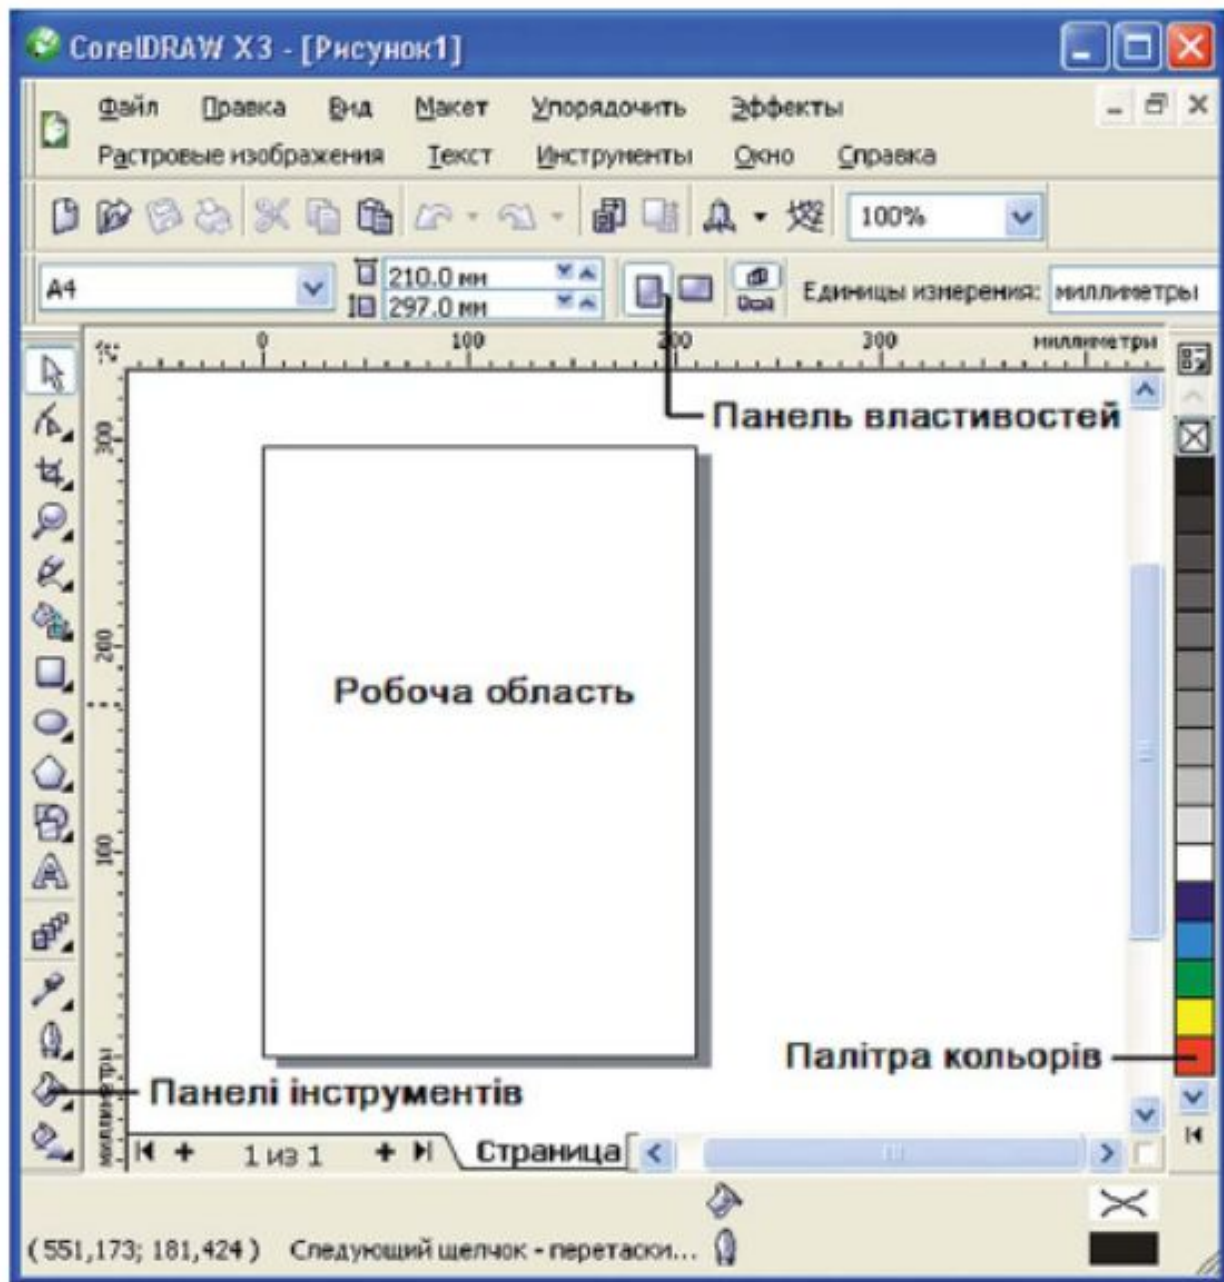 CorelDRAW X3 - [Рисунок1]
Файл Правка Вид Макет Упорядочить Эффекты
Растровые изображения Текст Инструменты Окно Справка
100%
A4
210.0 мм
297.0 мм
Единицы измерения: миллиметры
0 100 200 300 миллиметры
Панель властивостей
300
200
Робоча область
100
Палітра кольорів
миллиметры
Панелі інструментів
1 из 1 Страница
( 551,173; 181,424 ) Следующий щелчок - перетаски...